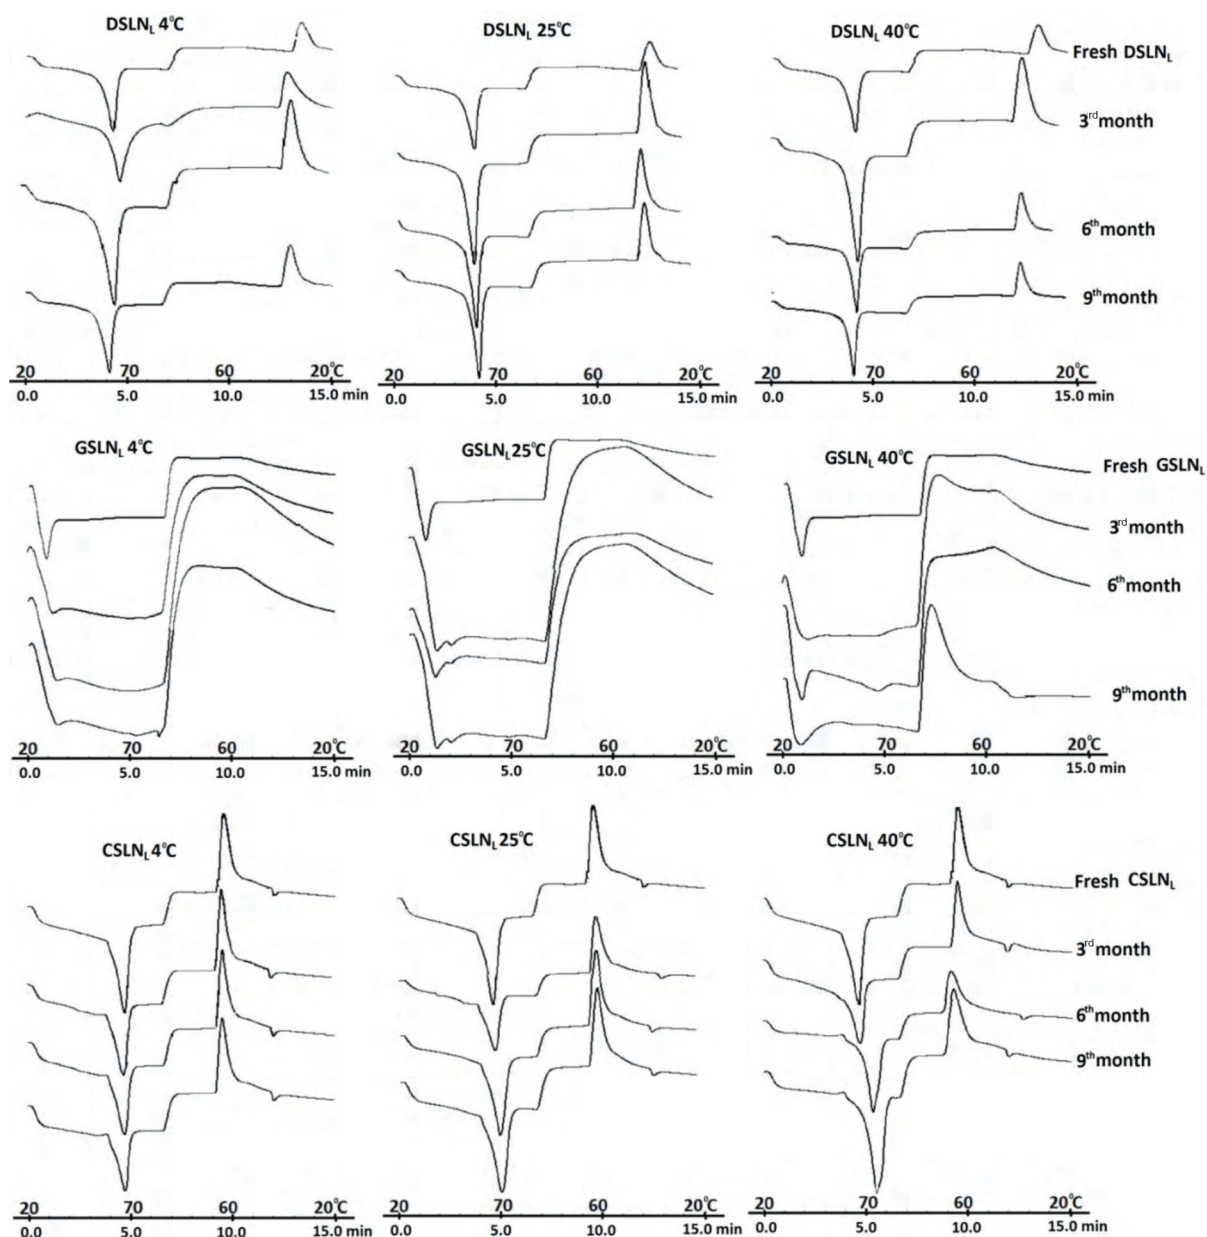 DSLNL 4°C DSLNL 25°C DSLNL 40°C
Fresh DSLNL
3rd month
6th month
9th month
20 70 60 20°C 20 70 60 20°C 20 70 60 20°C
0.0 5.0 10.0 15.0 min 0.0 5.0 10.0 15.0 min 0.0 5.0 10.0 15.0 min
GSLNL 4°C GSLNL 25°C GSLNL 40°C
Fresh GSLNL
3rd month
6th month
9th month
20 70 60 20°C 20 70 60 20°C 20 70 60 20°C
0.0 5.0 10.0 15.0 min 0.0 5.0 10.0 15.0 min 0.0 5.0 10.0 15.0 min
CSLNL 4°C CSLNL 25°C CSLNL 40°C
Fresh CSLNL
3rd month
6th month
9th month
20 70 60 20°C 20 70 60 20°C 20 70 60 20°C
0.0 5.0 10.0 15.0 min 0.0 5.0 10.0 15.0 min 0.0 5.0 10.0 15.0 min